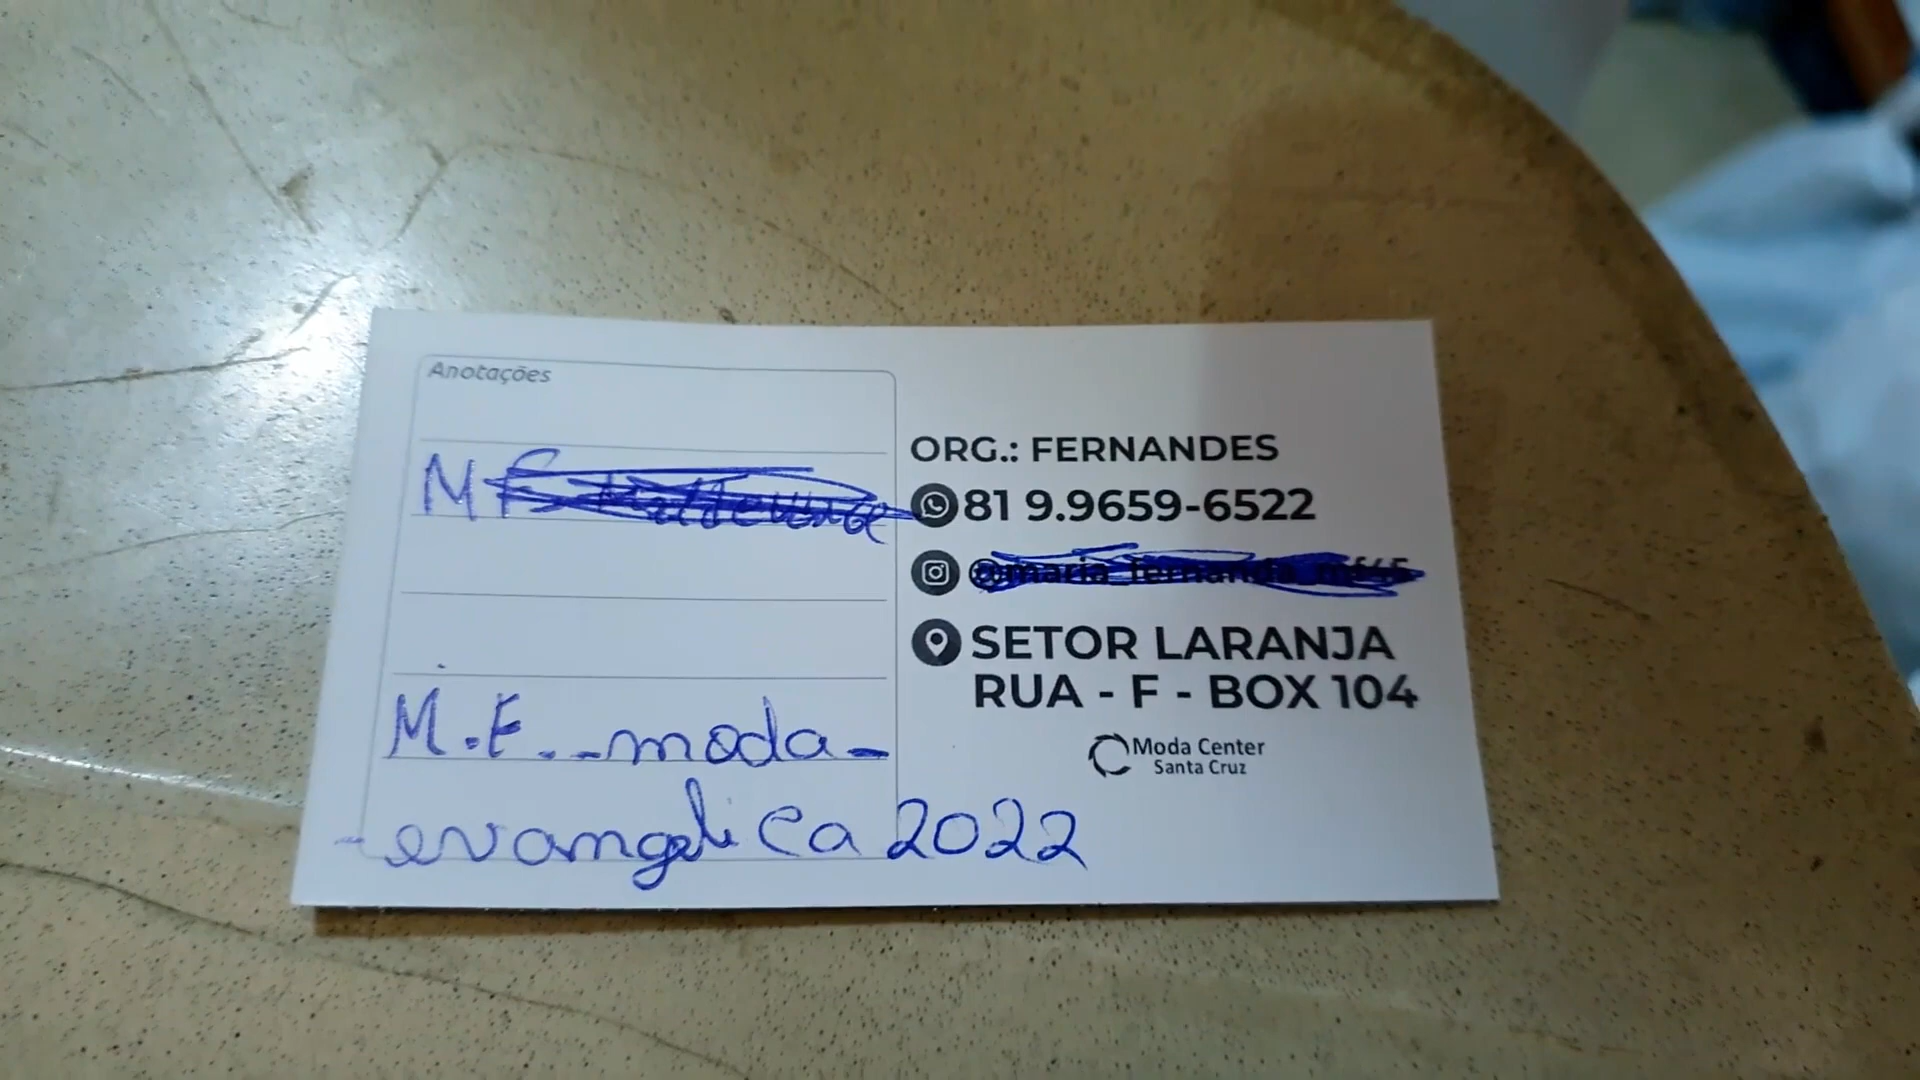 Anotações
M
M.F. moda-
-evangelica 2022
ORG.: FERNANDES
81 9.9659-6522
@maria_fernanda_mf45
SETOR LARANJA
RUA - F - BOX 104
Moda Center
Santa Cruz